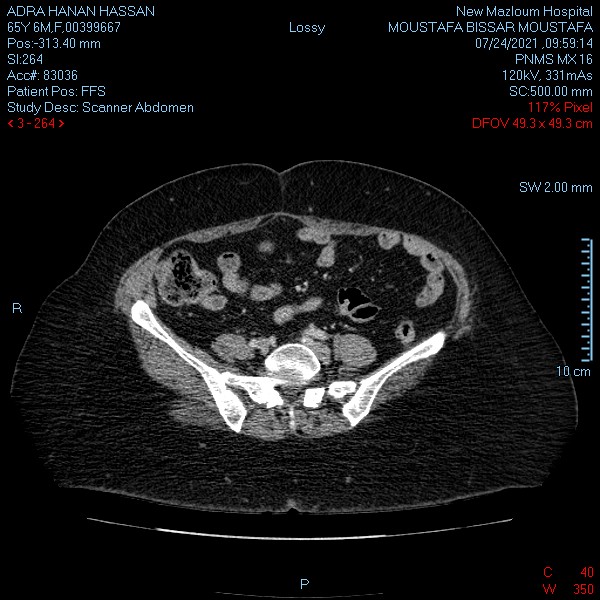 ADRA HANAN HASSAN
65Y 6M,F,00399667
Pos:-313.40 mm
SI:264
Acc#: 83036
Patient Pos: FFS
Study Desc: Scanner Abdomen
< 3 - 264 >
Lossy
New Mazloum Hospital
MOUSTAFA BISSAR MOUSTAFA
07/24/2021 ,09:59:14
PNMS MX 16
120kV, 331mAs
SC:500.00 mm
117% Pixel
DFOV 49.3 x 49.3 cm
SW 2.00 mm
R
10 cm
P
C 40
W 350